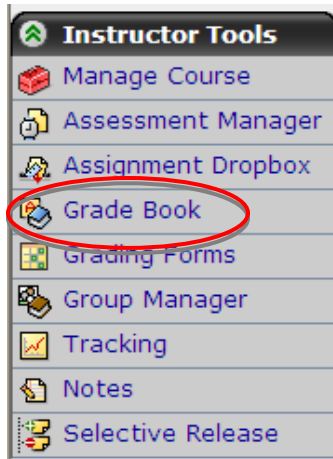 Instructor Tools
Manage Course
Assessment Manager
Assignment Dropbox
Grade Book
Grading Forms
Group Manager
Tracking
Notes
Selective Release